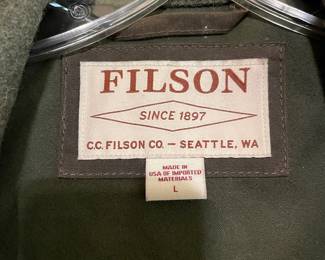 FILSON
SINCE 1897
C.C. FILSON CO. – SEATTLE, WA
MADE IN
USA OF IMPORTED
MATERIALS
L